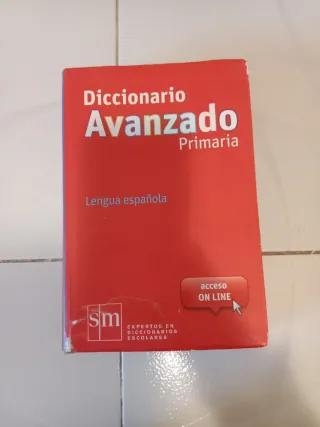 Diccionario
Avanzado
Primaria
Lengua española
acceso
ON LINE
sm
EXPERTOS EN
DICCIONARIOS
ESCOLARES